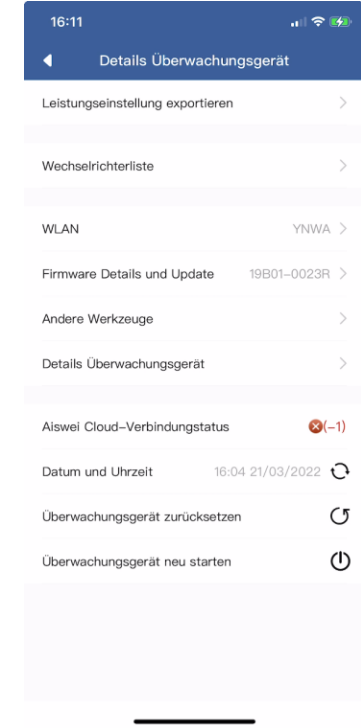 16:11
Details Überwachungsgerät
Leistungseinstellung exportieren
Wechselrichterliste
WLAN YNWA
Firmware Details und Update 19B01-0023R
Andere Werkzeuge
Details Überwachungsgerät
Aiswei Cloud-Verbindungstatus (-1)
Datum und Uhrzeit 16:04 21/03/2022
Überwachungsgerät zurücksetzen
Überwachungsgerät neu starten